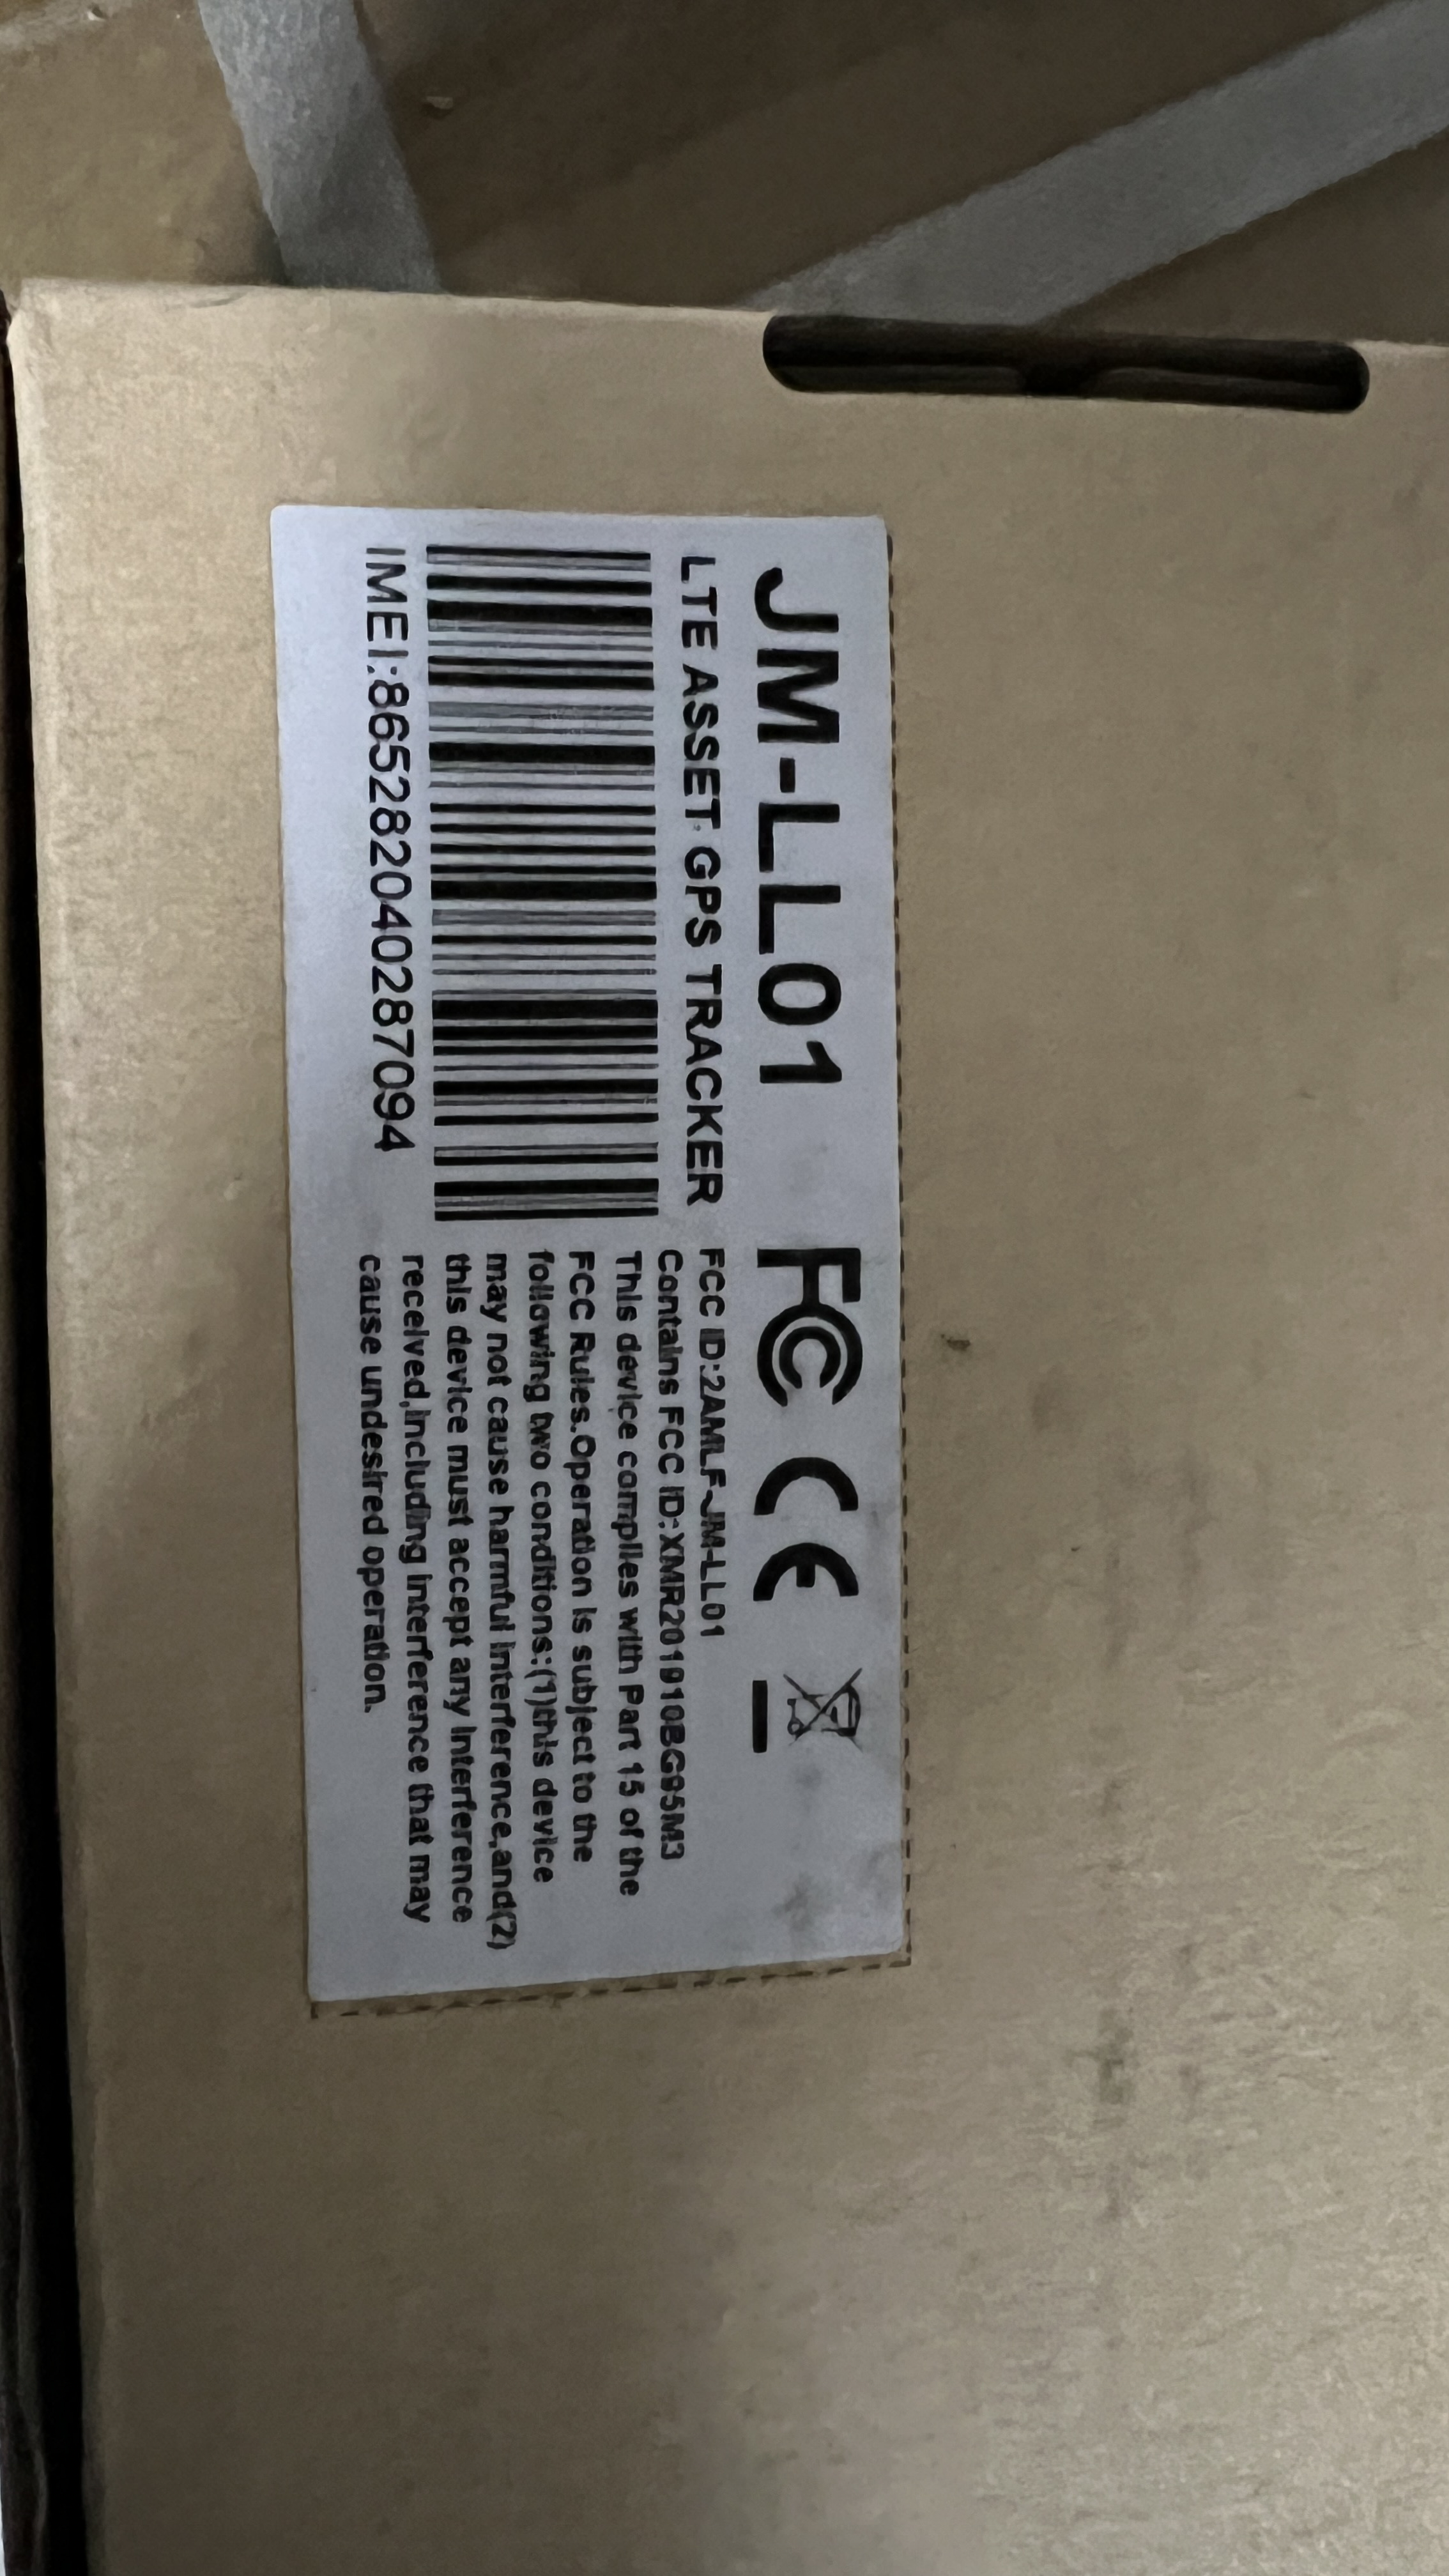 JM-LL01
LTE ASSET GPS TRACKER
IMEI:865282040287094
FC CE
FCC ID:2AMLF-JM-LL01
Contains FCC ID:XMR201910BG95M3
This device complies with Part 15 of the
FCC Rules.Operation is subject to the
following two conditions:(1)this device
may not cause harmful interference,and(2)
this device must accept any interference
received,including interference that may
cause undesired operation.